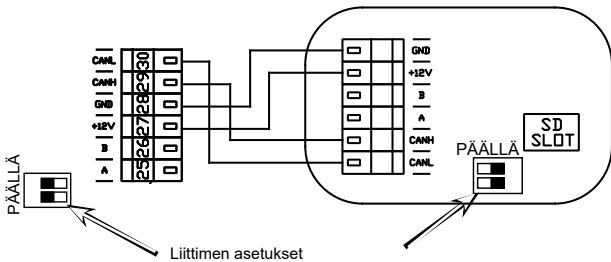 CANL
CANH
GND
+12V
B
A
30
29
28
27
26
25
GND
+12V
B
A
CANH
CANL
SD
SLOT
PÄÄLLÄ
PÄÄLLÄ
Liittimen asetukset